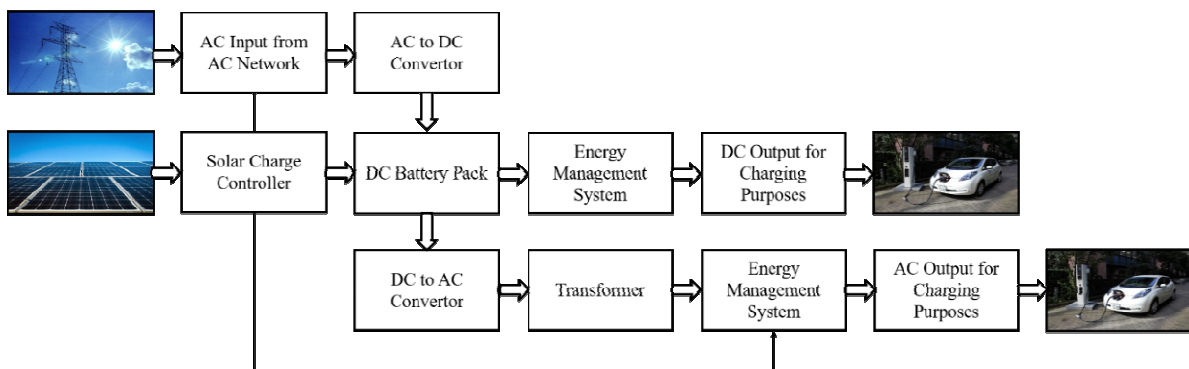 AC Input from
AC Network
AC to DC
Convertor
Solar Charge
Controller
DC Battery Pack
Energy
Management
System
DC Output for
Charging
Purposes
DC to AC
Convertor
Transformer
Energy
Management
System
AC Output for
Charging
Purposes